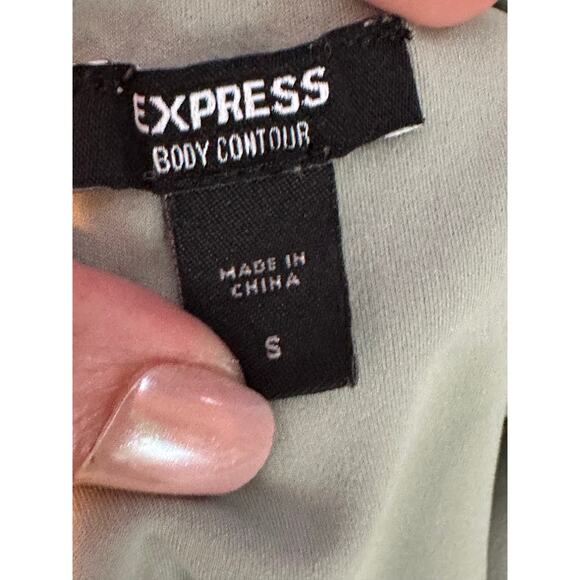 EXPRESS
BODY CONTOUR
MADE IN
CHINA
S